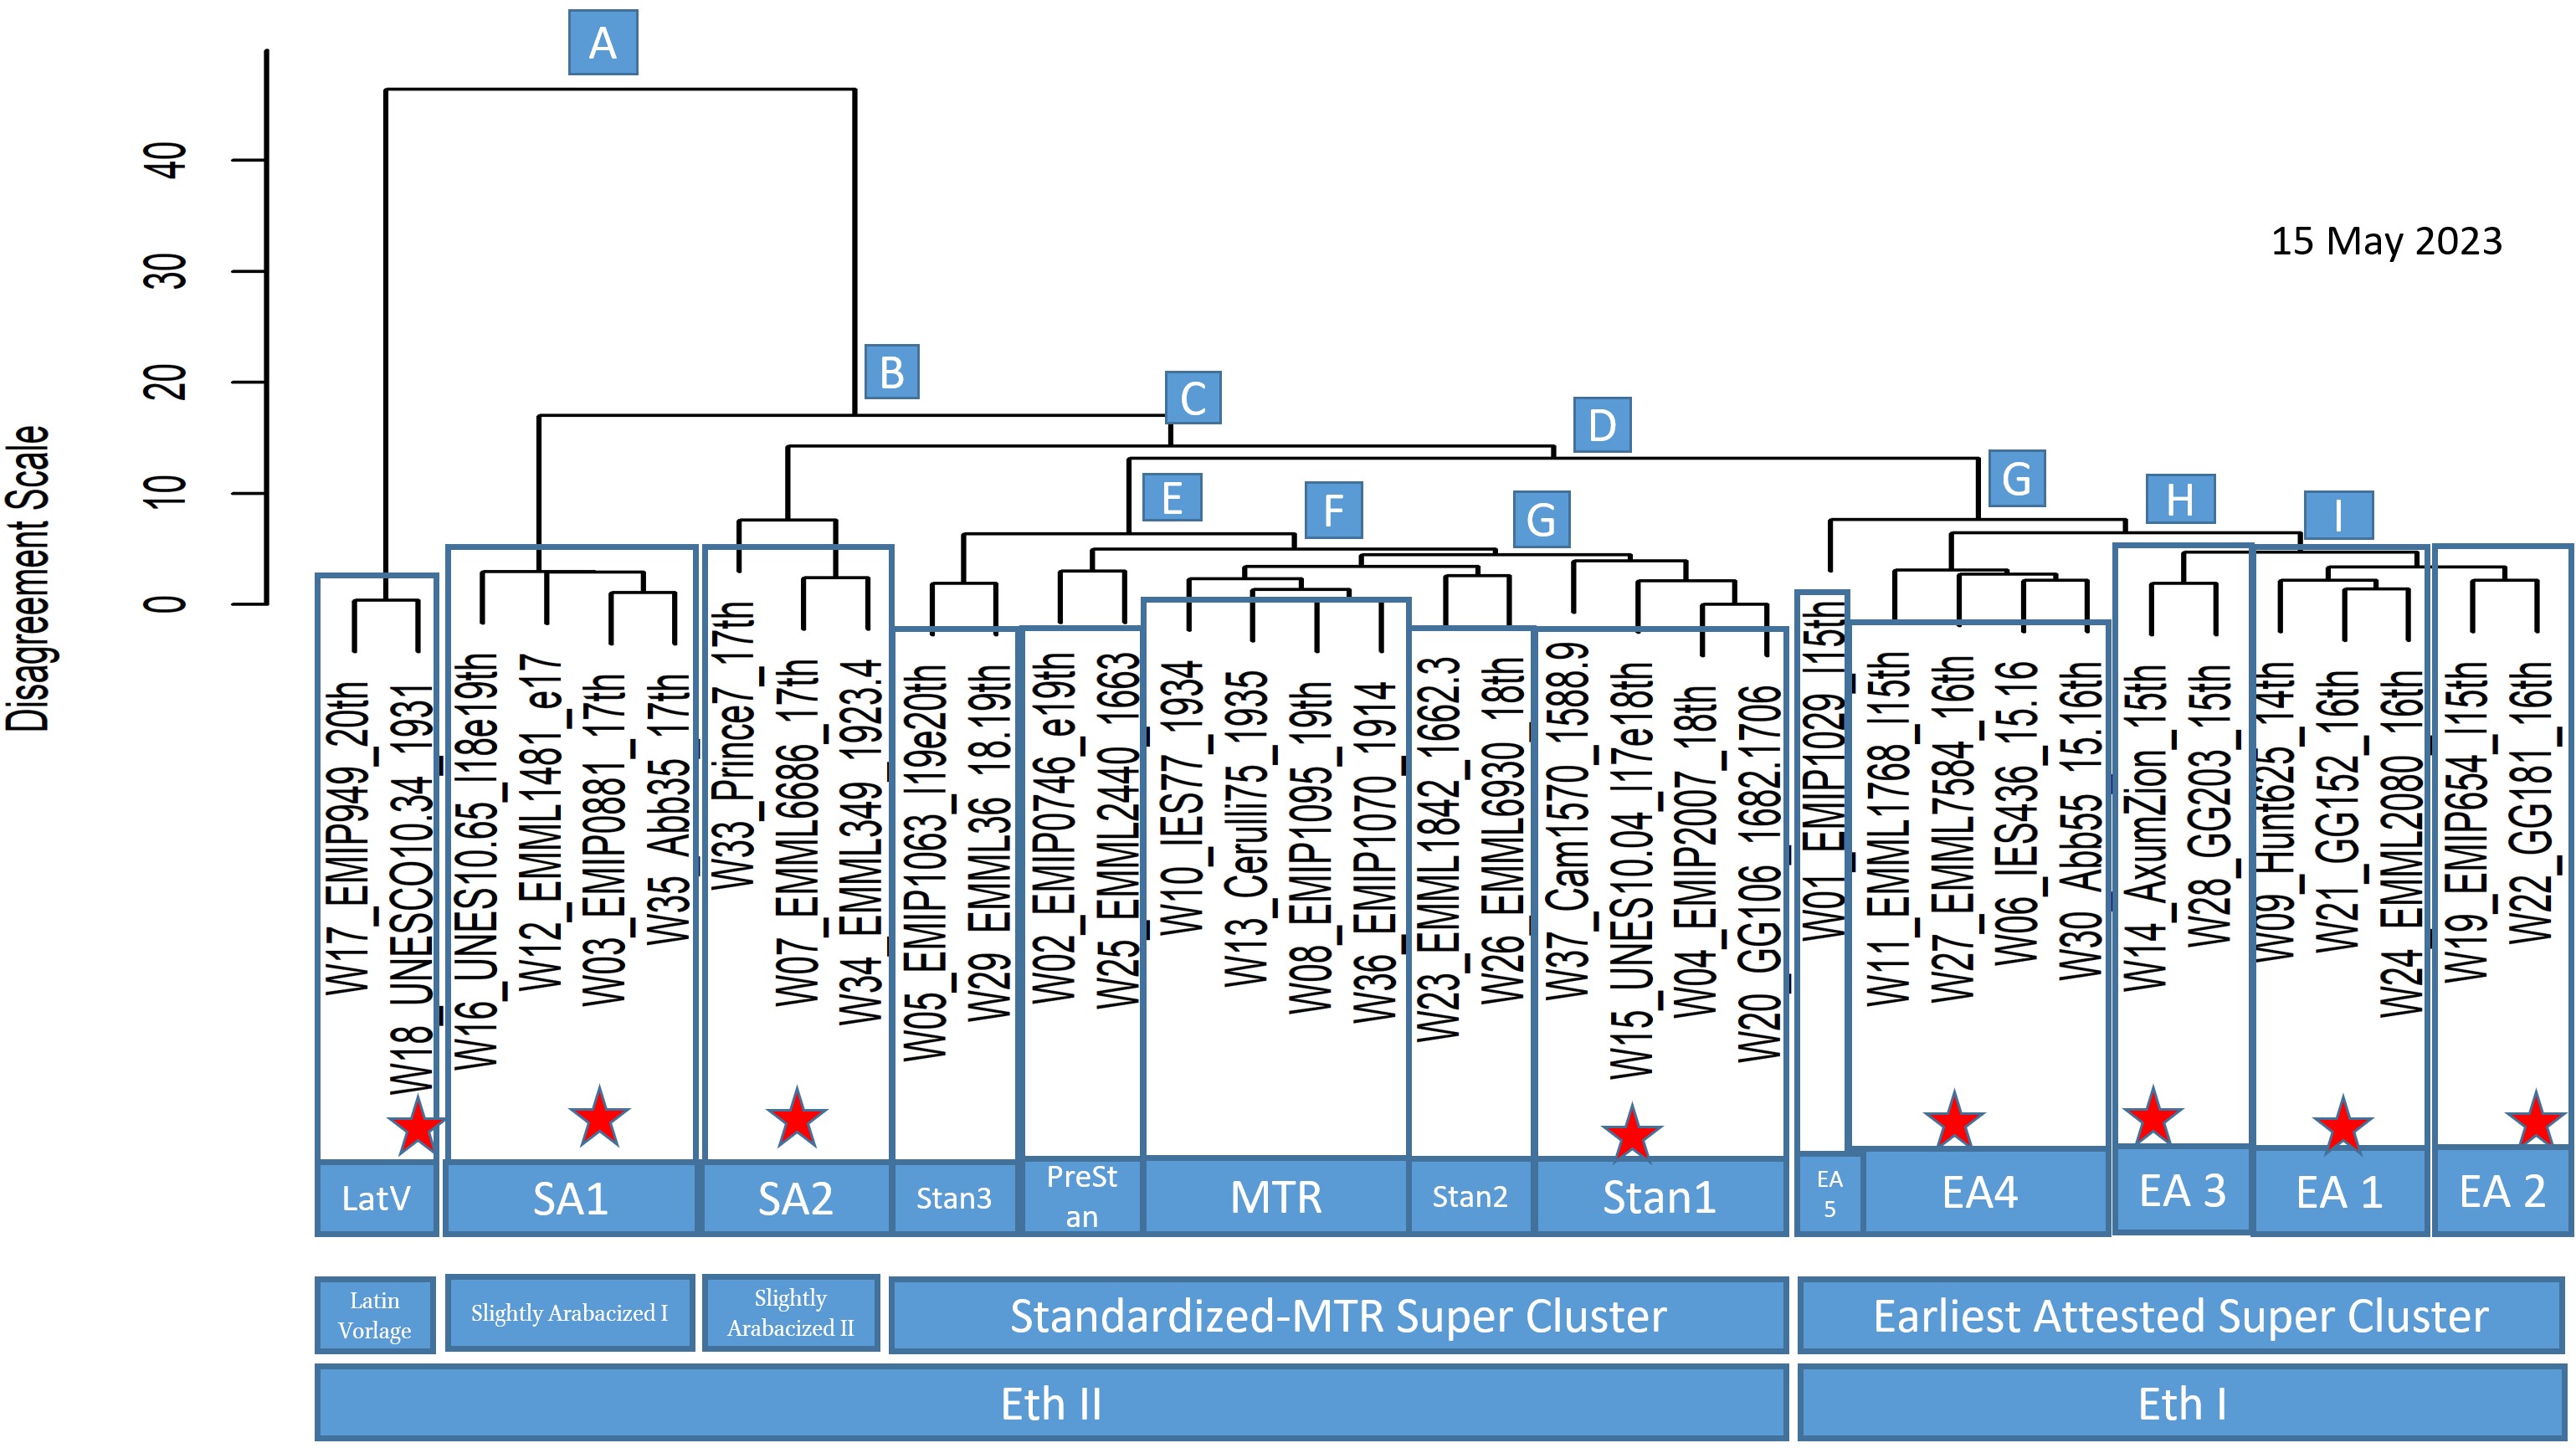 A
40
30
20
10
0
Disagreement Scale
15 May 2023
B
C
D
E
F
G
G
H
I
W17_EMIP949_20th
W18_UNESCO10.34_1931
W16_UNES10.65_l18e19th
W12_EMML1481_e17
W03_EMIP0881_17th
W35_Abb35_17th
W33_Prince7_17th
W07_EMML6686_17th
W34_EMML349_1923.4
W05_EMIP1063_l19e20th
W29_EMML36_18.19th
W02_EMIP0746_e19th
W25_EMML2440_1663
W10_IES77_1934
W13_Cerulli75_1935
W08_EMIP1095_19th
W36_EMIP1070_1914
W23_EMML1842_1662.3
W26_EMML6930_18th
W37_Cam1570_1588.9
W15_UNES10.04_l17e18th
W04_EMIP2007_18th
W20_GG106_1682.1706
W01_EMIP1029_l15th
W11_EMML1768_l15th
W27_EMML7584_16th
W06_IES436_15.16
W30_Abb55_15.16th
W14_AxumZion_15th
W28_GG203_15th
W09_Hunt625_14th
W21_GG152_16th
W24_EMML2080_16th
W19_EMIP654_l15th
W22_GG181_16th
LatV
SA1
SA2
Stan3
PreSt
an
MTR
Stan2
Stan1
EA
5
EA4
EA 3
EA 1
EA 2
Latin
Vorlage
Slightly Arabacized I
Slightly
Arabacized II
Standardized-MTR Super Cluster
Earliest Attested Super Cluster
Eth II
Eth I